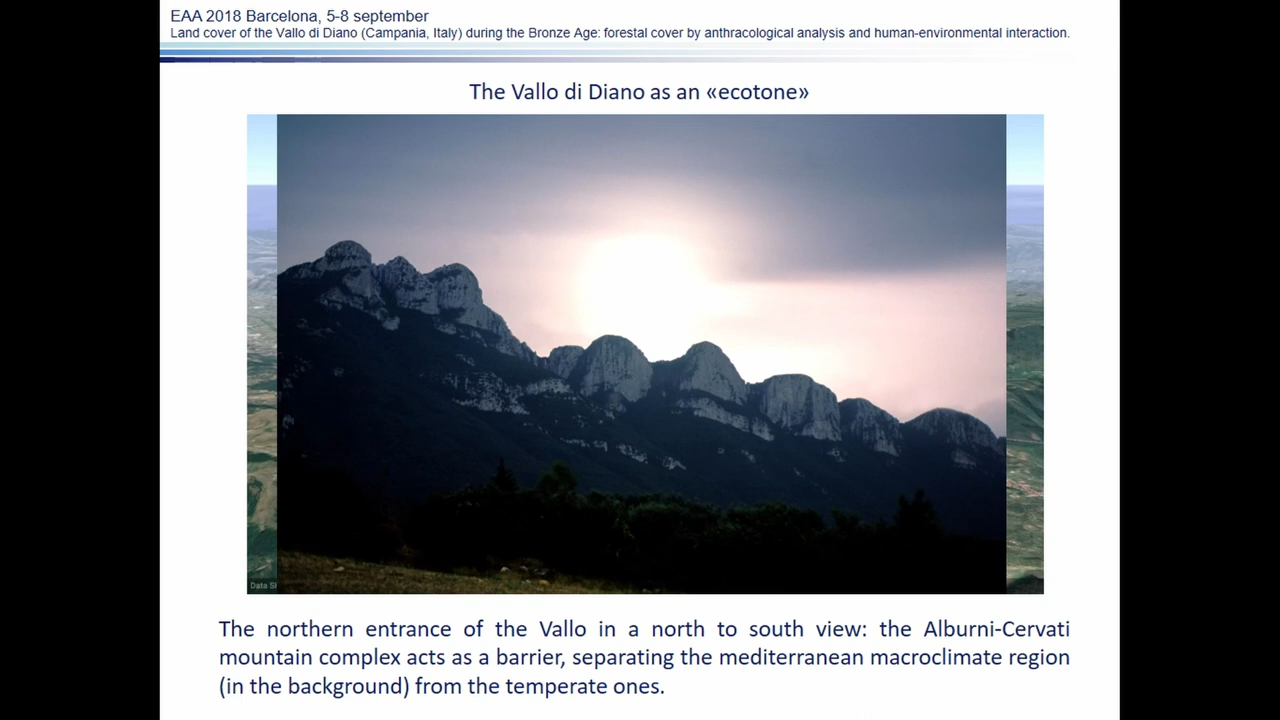 EAA 2018 Barcelona, 5-8 september
Land cover of the Vallo di Diano (Campania, Italy) during the Bronze Age: forestal cover by anthracological analysis and human-environmental interaction.
The Vallo di Diano as an «ecotone»
Data SI
The northern entrance of the Vallo in a north to south view: the Alburni-Cervati
mountain complex acts as a barrier, separating the mediterranean macroclimate region
(in the background) from the temperate ones.